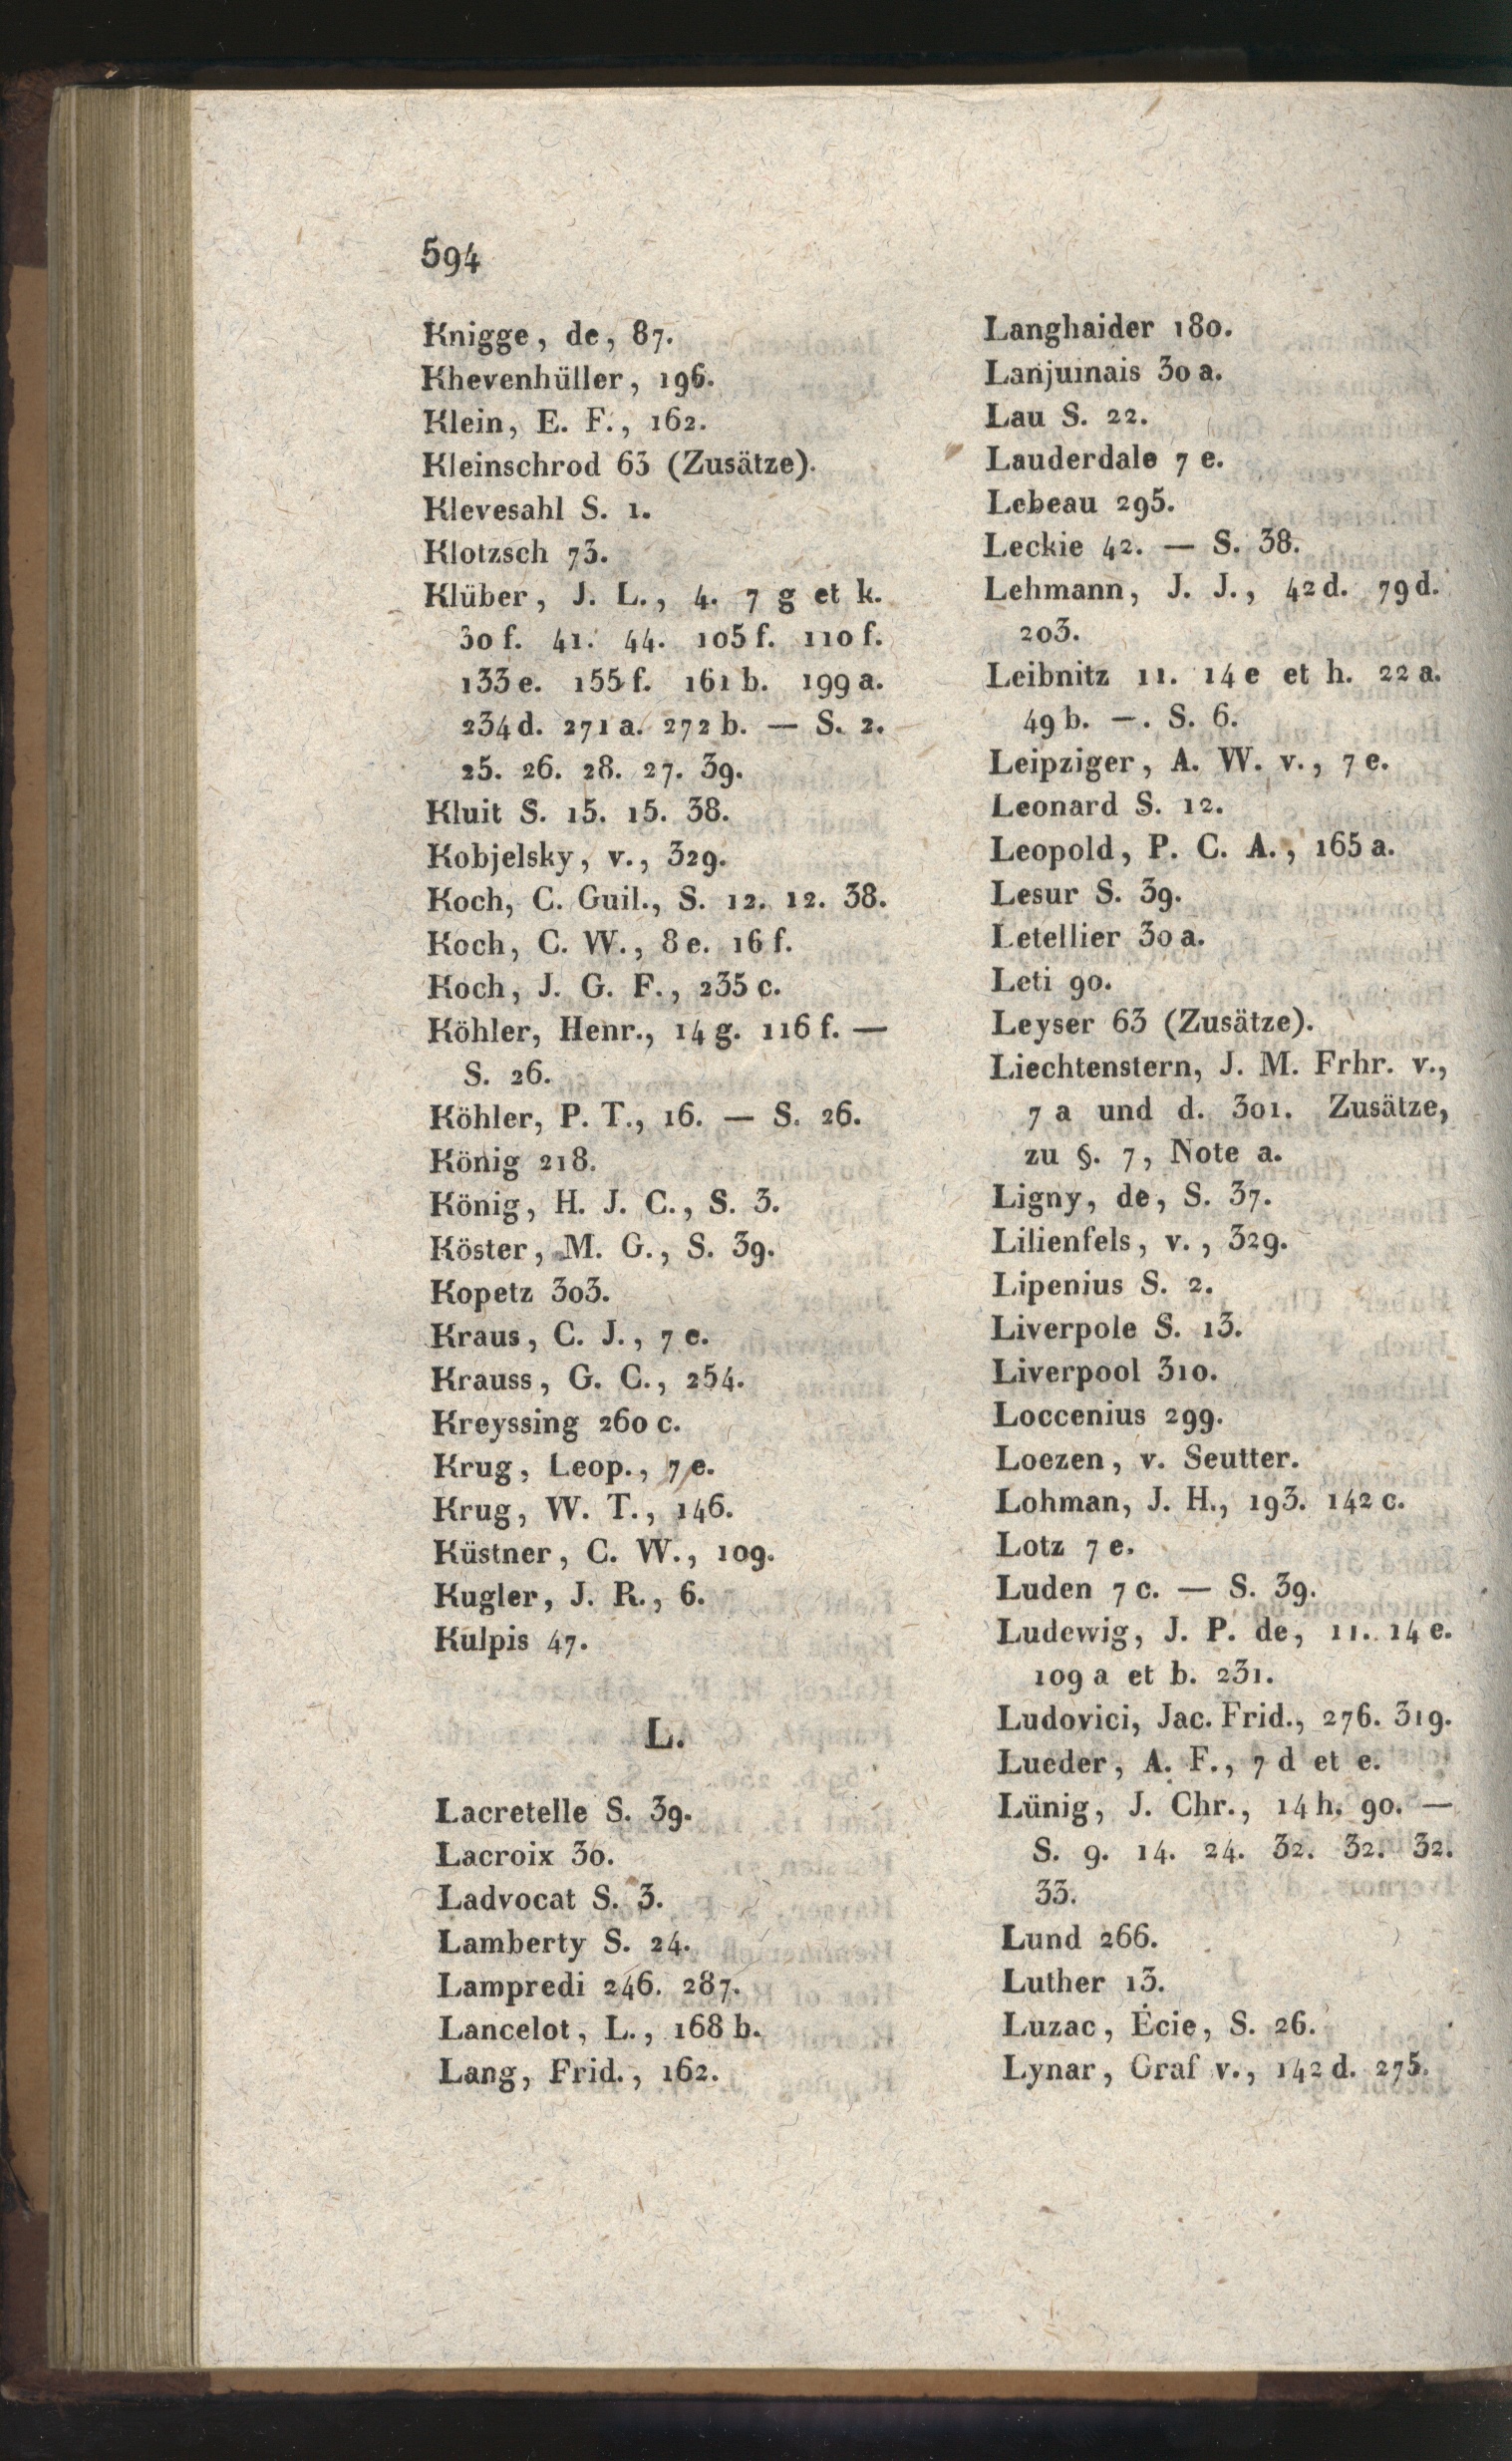 594
Knigge, de, 87.
Khevenhüller, 196.
Klein, E. F., 162.
Kleinschrod 63 (Zusätze).
Klevesahl S. 1.
Klotzsch 73.
Klüber, J. L., 4. 7 g et k.
30 f. 41. 44. 105 f. 110 f.
133 e. 155 f. 161 b. 199 a.
234 d. 271 a. 272 b. — S. 2.
25. 26. 28. 27. 39.
Kluit S. 15. 15. 38.
Kobjelsky, v., 329.
Koch, C. Guil., S. 12. 12. 38.
Koch, C. W., 8 e. 16 f.
Koch, J. G. F., 235 c.
Köhler, Henr., 14 g. 116 f. —
S. 26.
Köhler, P. T., 16. — S. 26.
König 218.
König, H. J. C., S. 3.
Köster, M. G., S. 39.
Kopetz 303.
Kraus, C. J., 7 e.
Krauss, G. C., 254.
Kreyssing 260 c.
Krug, Leop., 7 e.
Krug, W. T., 146.
Küstner, C. W., 109.
Kugler, J. R., 6.
Kulpis 47.
L.
Lacretelle S. 39.
Lacroix 30.
Ladvocat S. 3.
Lamberty S. 24.
Lampredi 246. 287.
Lancelot, L., 168 b.
Lang, Frid., 162.
Langhaider 180.
Lanjuinais 30 a.
Lau S. 22.
Lauderdale 7 e.
Lebeau 295.
Leckie 42. — S. 38.
Lehmann, J. J., 42 d. 79 d.
203.
Leibnitz 11. 14 e et h. 22 a.
49 b. —. S. 6.
Leipziger, A. W. v., 7 e.
Leonard S. 12.
Leopold, P. C. A., 165 a.
Lesur S. 39.
Letellier 30 a.
Leti 90.
Leyser 63 (Zusätze).
Liechtenstern, J. M. Frhr. v.,
7 a und d. 301. Zusätze,
zu §. 7, Note a.
Ligny, de, S. 37.
Lilienfels, v., 329.
Lipenius S. 2.
Liverpole S. 13.
Liverpool 310.
Loccenius 299.
Loezen, v. Seutter.
Lohman, J. H., 193. 142 c.
Lotz 7 e.
Luden 7 c. — S. 39.
Ludewig, J. P. de, 11. 14 e.
109 a et b. 231.
Ludovici, Jac. Frid., 276. 319.
Lueder, A. F., 7 d et e.
Lünig, J. Chr., 14 h. 90. —
S. 9. 14. 24. 32. 32. 32.
33.
Lund 266.
Luther 13.
Luzac, Écie, S. 26.
Lynar, Graf v., 142 d. 275.